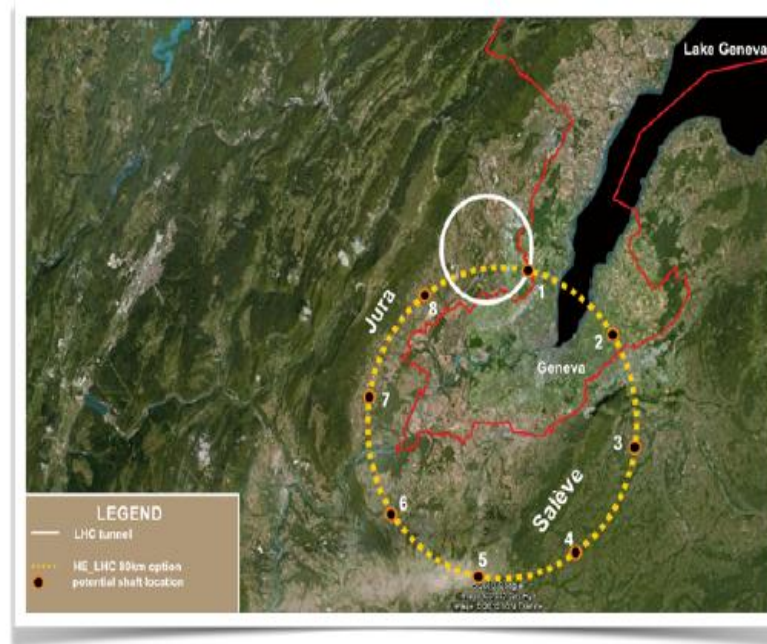 Lake Geneva
Jura
1
8
2
Geneva
7
3
Salève
6
4
5
LEGEND
LHC tunnel
HE_LHC 80km option
potential shaft location